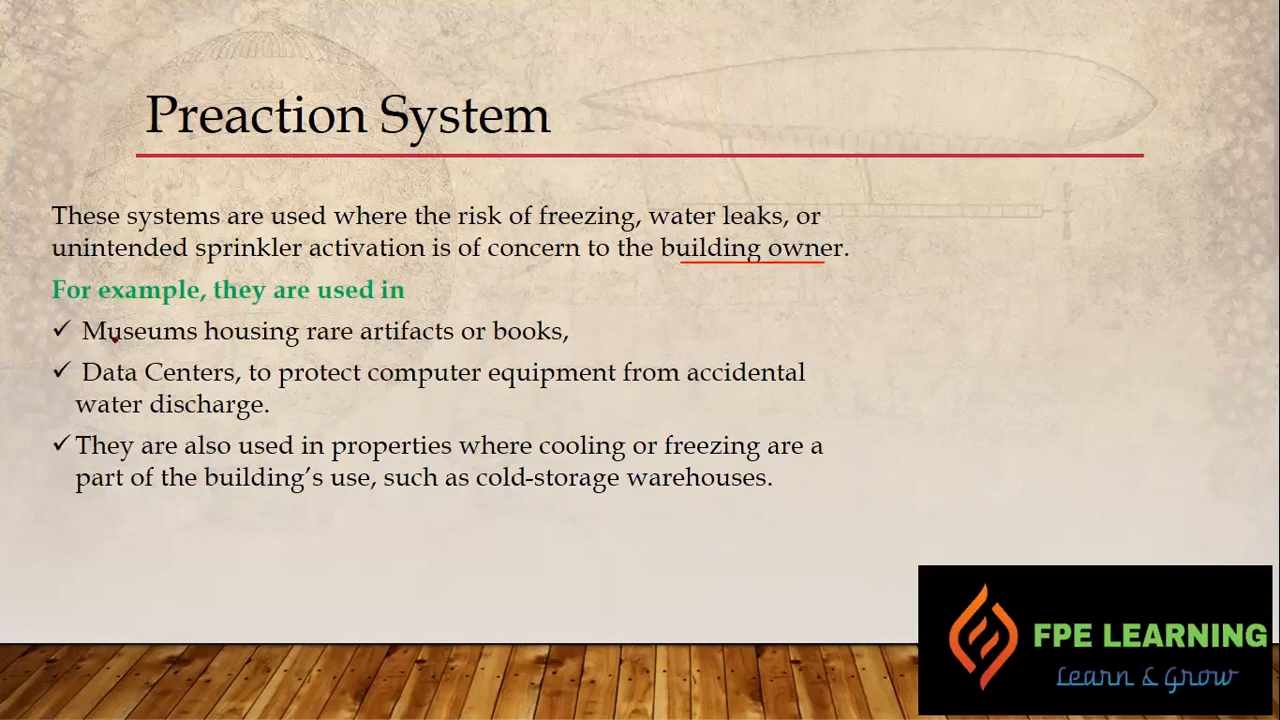 Preaction System
These systems are used where the risk of freezing, water leaks, or
unintended sprinkler activation is of concern to the building owner.
For example, they are used in
✓ Museums housing rare artifacts or books,
✓ Data Centers, to protect computer equipment from accidental
water discharge.
✓ They are also used in properties where cooling or freezing are a
part of the building’s use, such as cold-storage warehouses.
FPE LEARNING
Learn & Grow